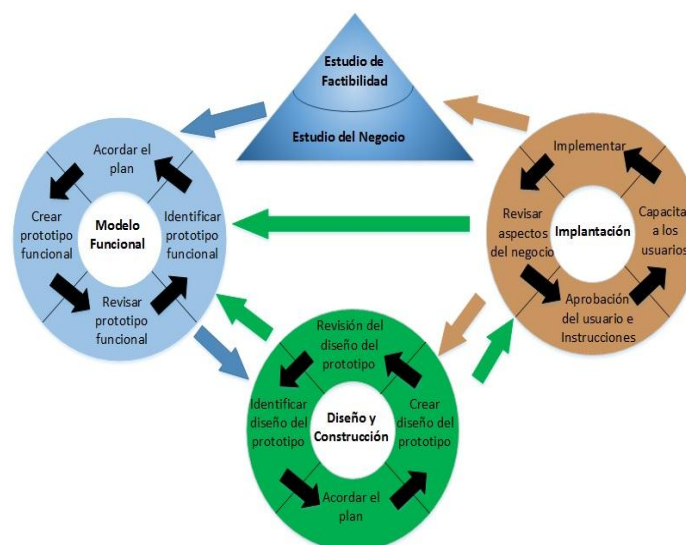 Estudio de
Factibilidad
Estudio del Negocio
Acordar el
plan
Crear
prototipo
funcional
Modelo
Funcional
Identificar
prototipo
funcional
Revisar
prototipo
funcional
Implementar
Revisar
aspectos
del negocio
Implantación
Capacitar
a los
usuarios
Aprobación del
usuario e
Instrucciones
Revisión del
diseño del
prototipo
Identificar
diseño del
prototipo
Diseño y
Construcción
Crear
diseño del
prototipo
Acordar el
plan